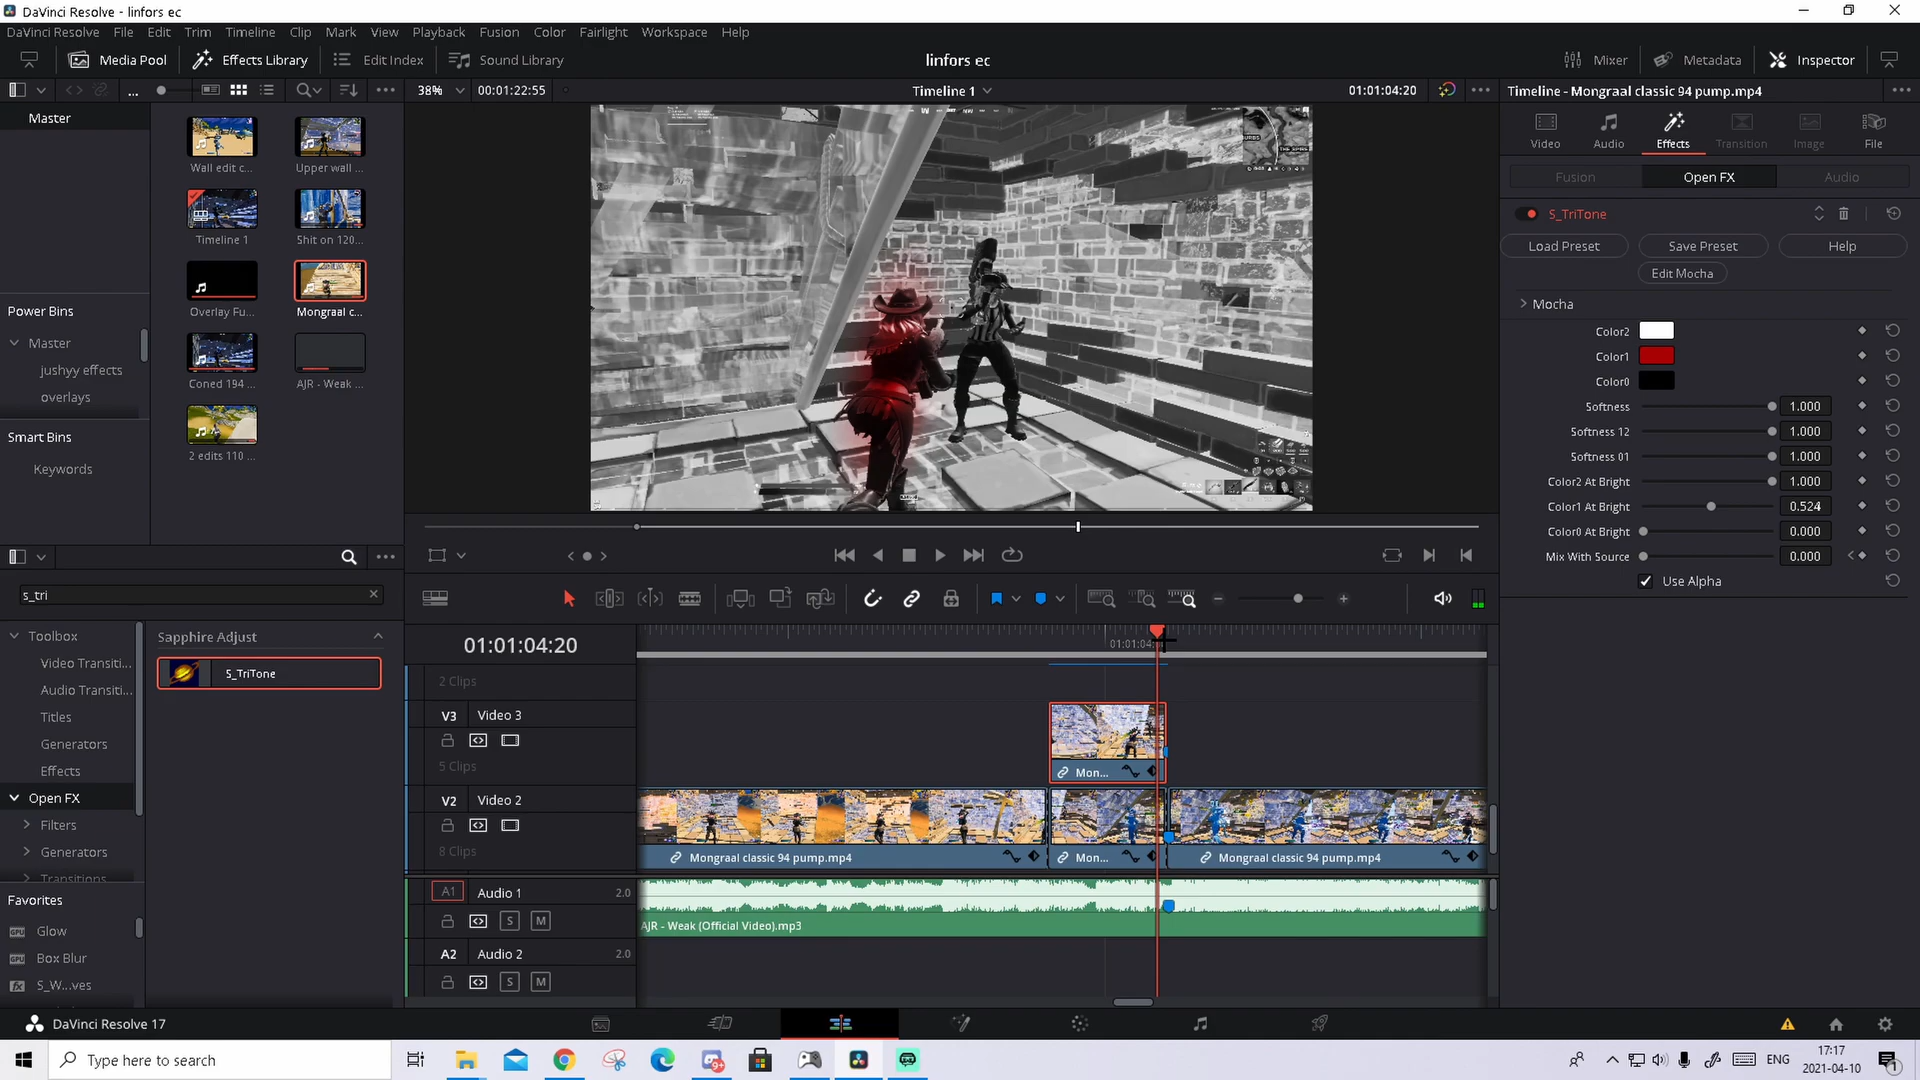 DaVinci Resolve - linfors ec
DaVinci Resolve File Edit Trim Timeline Clip Mark View Playback Fusion Color Fairlight Workspace Help
Media Pool Effects Library Edit Index Sound Library linfors ec Mixer Metadata Inspector
... 38% 00:01:22:55 Timeline 1 01:01:04:20 Timeline - Mongraal classic 94 pump.mp4
Master
Wall edit c... Upper wall ...
Timeline 1 Shit on 120...
Overlay Fu... Mongraal c...
Coned 194 ... AJR - Weak ...
2 edits 110 ...
Power Bins
Master
jushyy effects
overlays
Smart Bins
Keywords
Video Audio Effects Transition Image File
Fusion Open FX Audio
S_TriTone
Load Preset Save Preset Help
Edit Mocha
Mocha
Color2
Color1
Color0
Softness 1.000
Softness 12 1.000
Softness 01 1.000
Color2 At Bright 1.000
Color1 At Bright 0.524
Color0 At Bright 0.000
Mix With Source 0.000
Use Alpha
s_tri
Toolbox
Video Transiti...
Audio Transiti...
Titles
Generators
Effects
Open FX
Filters
Generators
Transitions
Favorites
Glow
Box Blur
S_W...ves
Sapphire Adjust
S_TriTone
01:01:04:20
2 Clips
V3 Video 3
5 Clips
Mon...
V2 Video 2
8 Clips
Mongraal classic 94 pump.mp4 Mon... Mongraal classic 94 pump.mp4
A1 Audio 1 2.0
S M
AJR - Weak (Official Video).mp3
A2 Audio 2 2.0
S M
DaVinci Resolve 17
Type here to search
ENG
17:17
2021-04-10